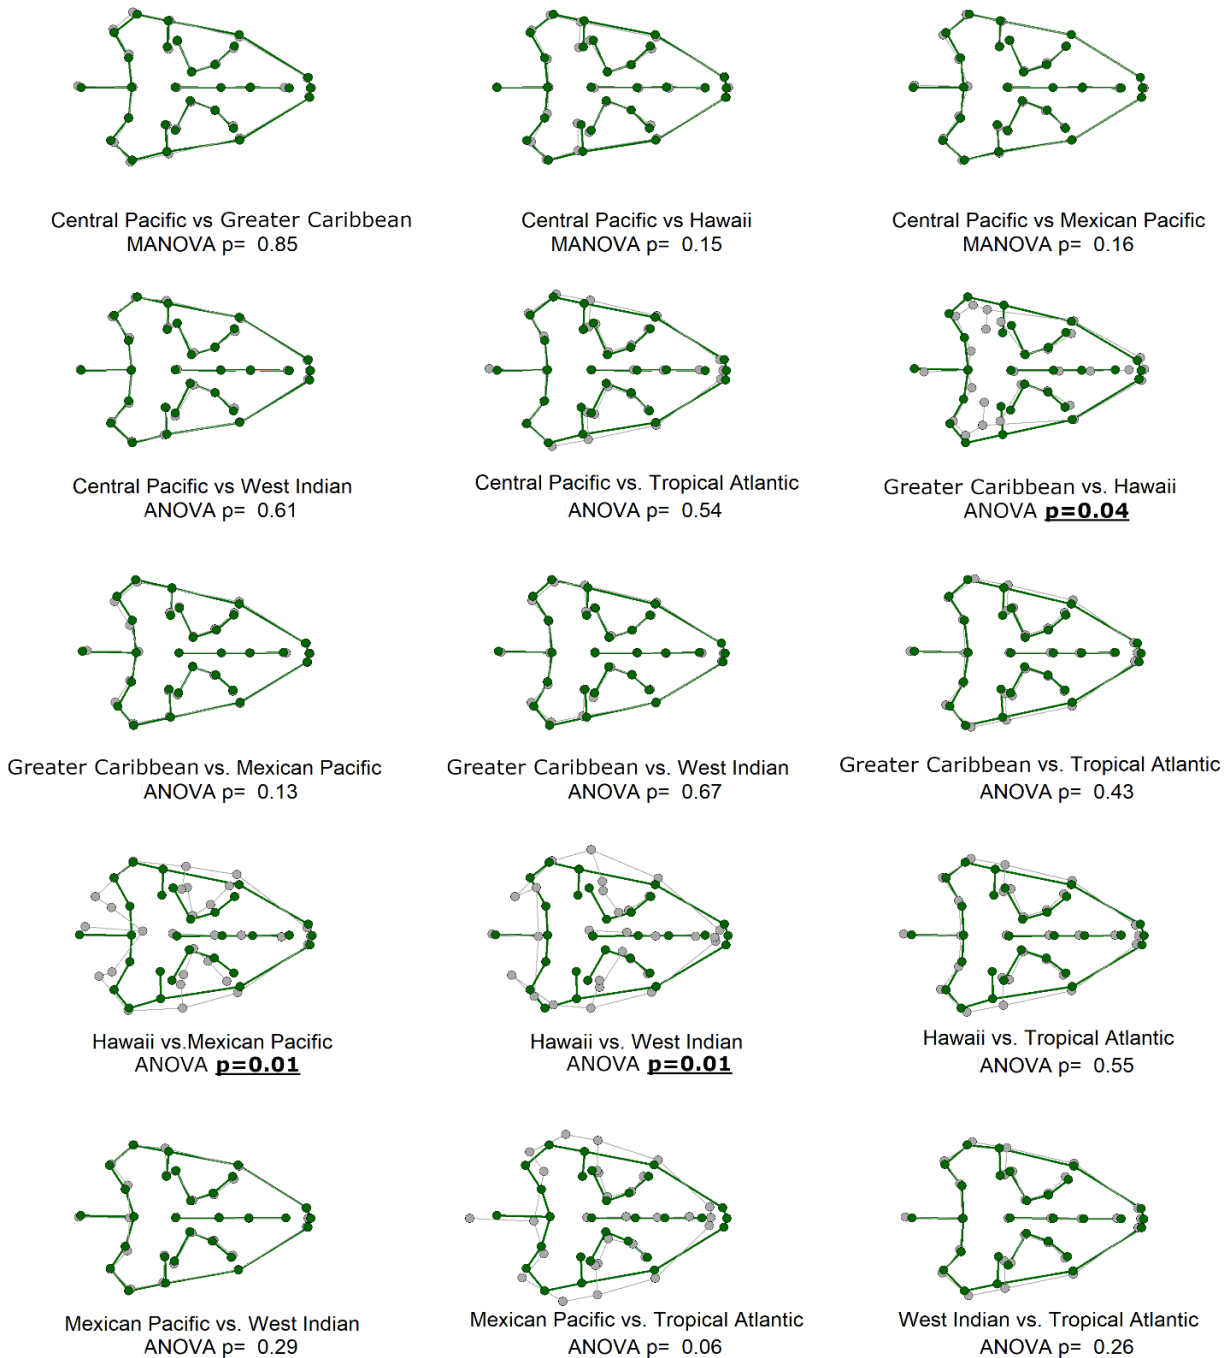 Central Pacific vs Greater Caribbean
MANOVA p= 0.85
Central Pacific vs Hawaii
MANOVA p= 0.15
Central Pacific vs Mexican Pacific
MANOVA p= 0.16
Central Pacific vs West Indian
ANOVA p= 0.61
Central Pacific vs. Tropical Atlantic
ANOVA p= 0.54
Greater Caribbean vs. Hawaii
ANOVA p=0.04
Greater Caribbean vs. Mexican Pacific
ANOVA p= 0.13
Greater Caribbean vs. West Indian
ANOVA p= 0.67
Greater Caribbean vs. Tropical Atlantic
ANOVA p= 0.43
Hawaii vs.Mexican Pacific
ANOVA p=0.01
Hawaii vs. West Indian
ANOVA p=0.01
Hawaii vs. Tropical Atlantic
ANOVA p= 0.55
Mexican Pacific vs. West Indian
ANOVA p= 0.29
Mexican Pacific vs. Tropical Atlantic
ANOVA p= 0.06
West Indian vs. Tropical Atlantic
ANOVA p= 0.26